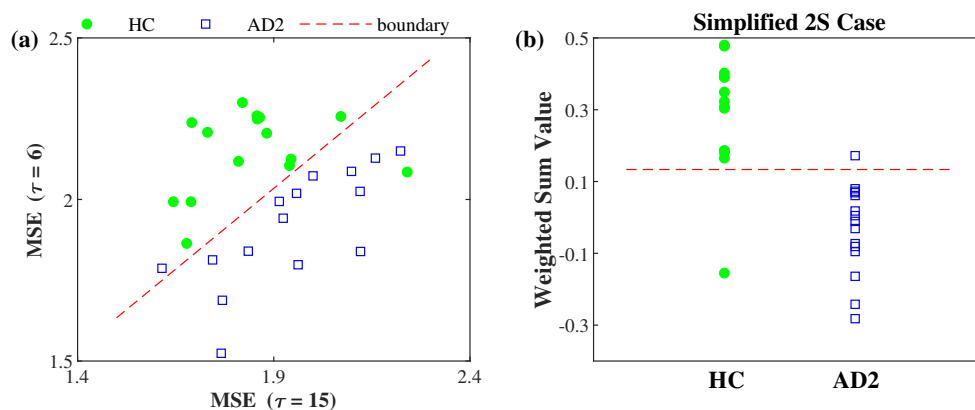 HC AD2 boundary
(a)
2.5
2
1.5
MSE (τ = 6)
1.4 1.9 2.4
MSE (τ = 15)
(b)
Simplified 2S Case
0.5
0.3
0.1
-0.1
-0.3
Weighted Sum Value
HC AD2